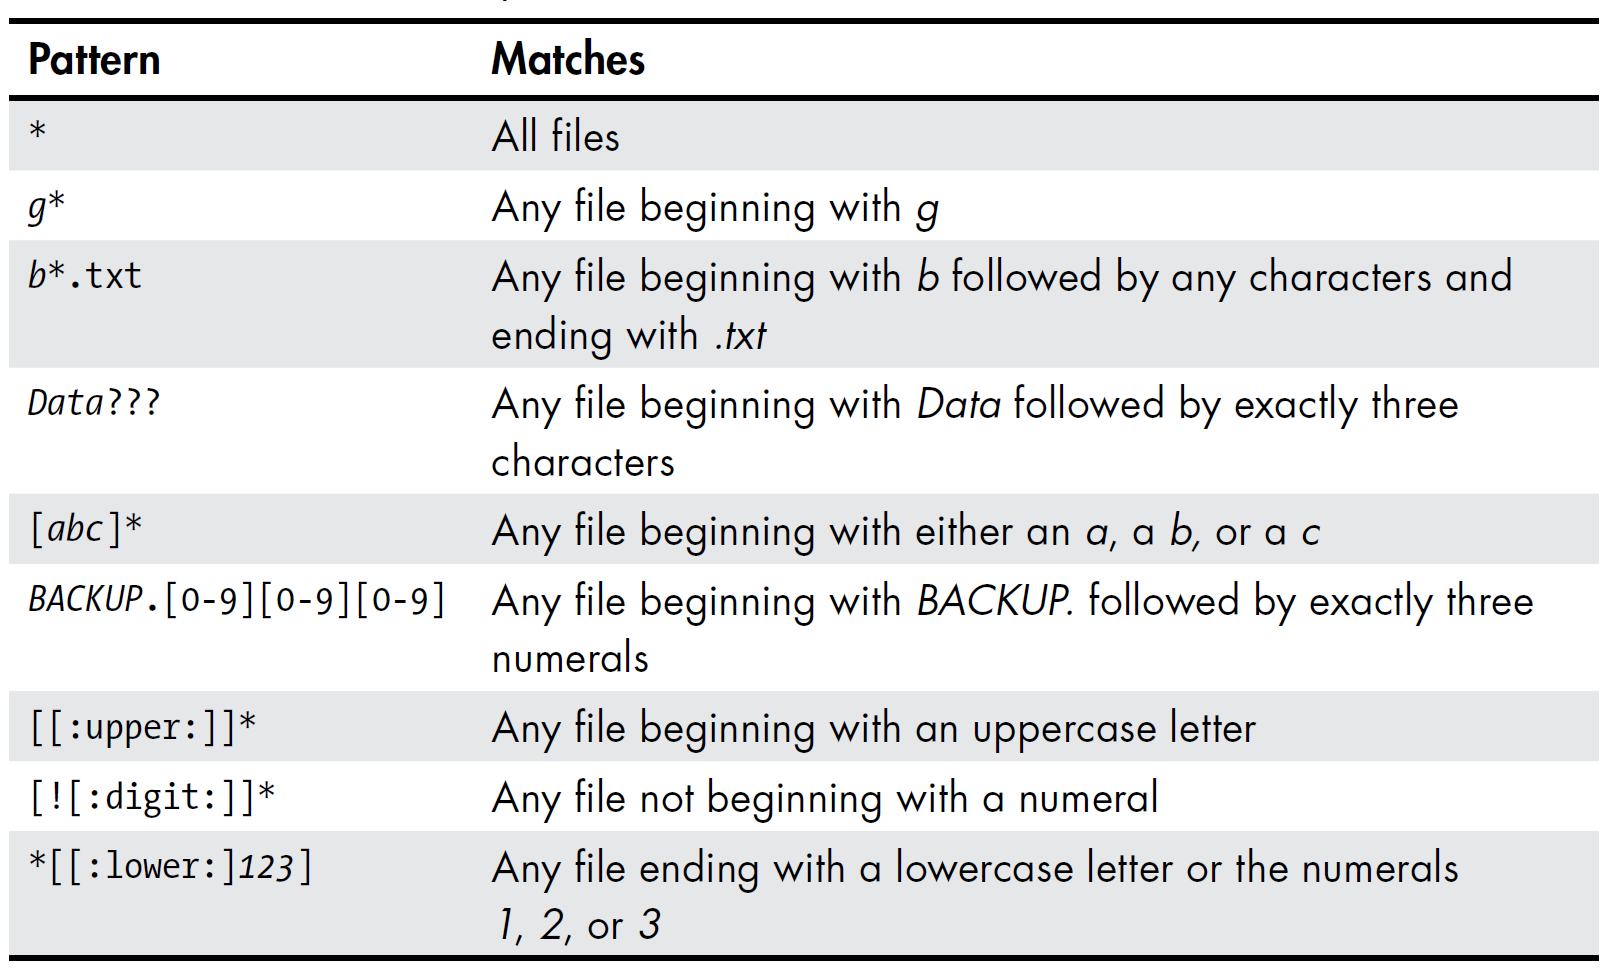 Pattern Matches
* All files
g* Any file beginning with g
b*.txt Any file beginning with b followed by any characters and
ending with .txt
Data??? Any file beginning with Data followed by exactly three
characters
[abc]* Any file beginning with either an a, a b, or a c
BACKUP.[0-9][0-9][0-9] Any file beginning with BACKUP. followed by exactly three
numerals
[[:upper:]]* Any file beginning with an uppercase letter
[![:digit:]]* Any file not beginning with a numeral
*[[:lower:]123] Any file ending with a lowercase letter or the numerals
1, 2, or 3